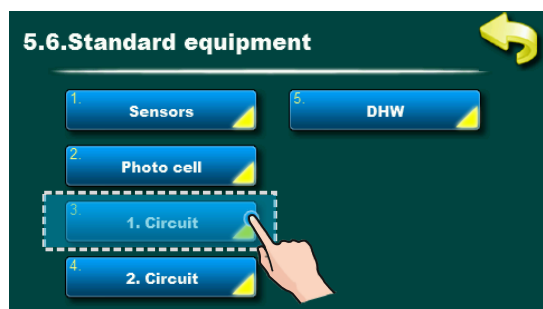 5.6.Standard equipment
1. Sensors
2. Photo cell
3. 1. Circuit
4. 2. Circuit
5. DHW